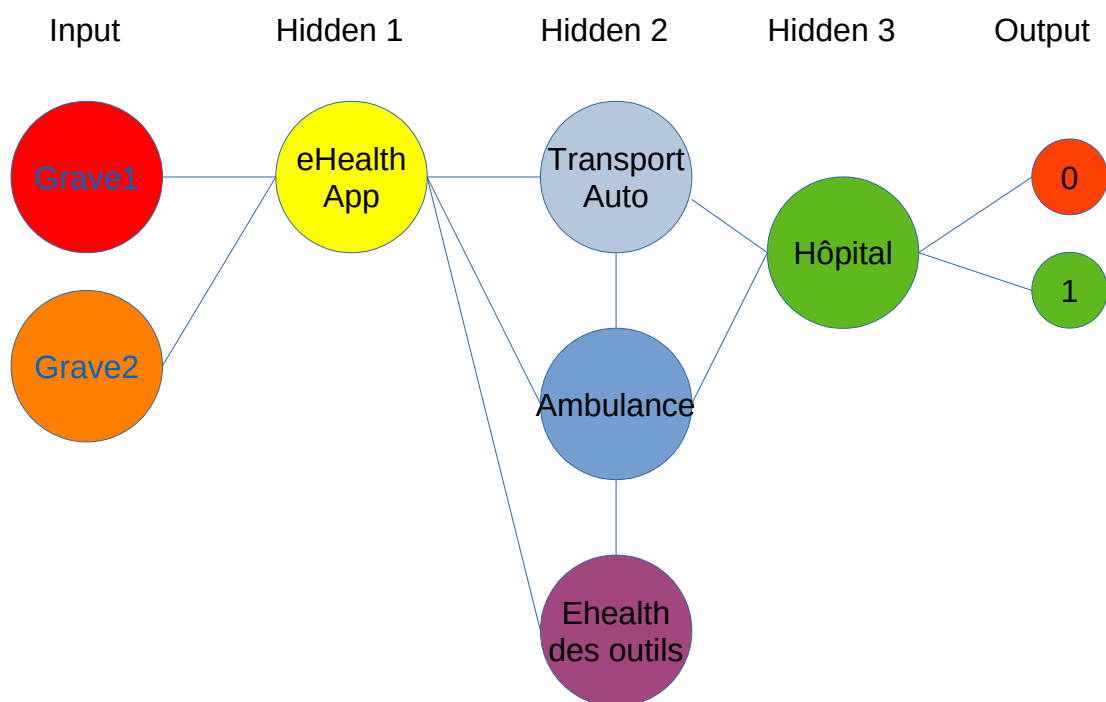 Input
Hidden 1
Hidden 2
Hidden 3
Output
Grave1
eHealth
App
Transport
Auto
0
Hôpital
1
Grave2
Ambulance
Ehealth
des outils